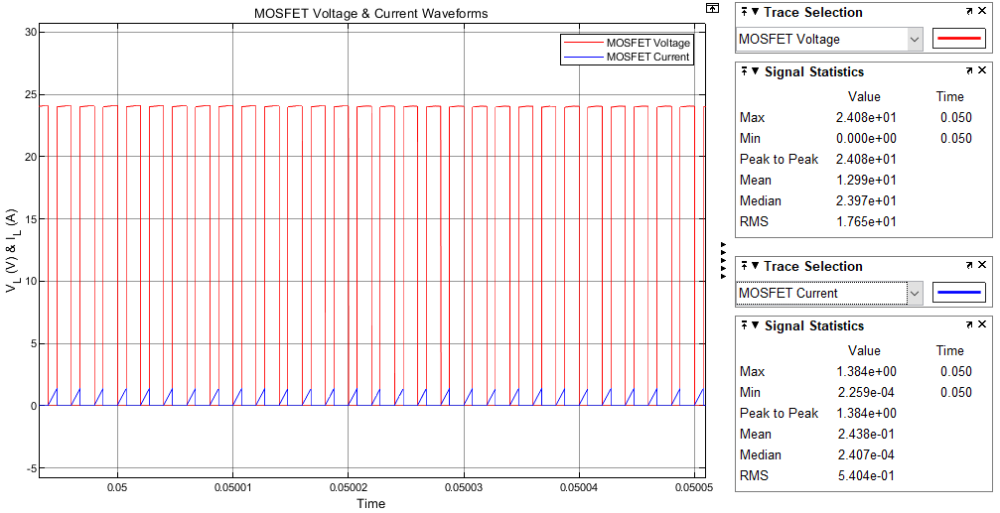 MOSFET Voltage & Current Waveforms
MOSFET Voltage
MOSFET Current
30
25
20
15
10
5
0
-5
V_L (V) & I_L (A)
0.05
0.05001
0.05002
0.05003
0.05004
0.05005
Time
Trace Selection
MOSFET Voltage
Signal Statistics
Value Time
Max 2.408e+01 0.050
Min 0.000e+00 0.050
Peak to Peak 2.408e+01
Mean 1.299e+01
Median 2.397e+01
RMS 1.765e+01
Trace Selection
MOSFET Current
Signal Statistics
Value Time
Max 1.384e+00 0.050
Min 2.259e-04 0.050
Peak to Peak 1.384e+00
Mean 2.438e-01
Median 2.407e-04
RMS 5.404e-01